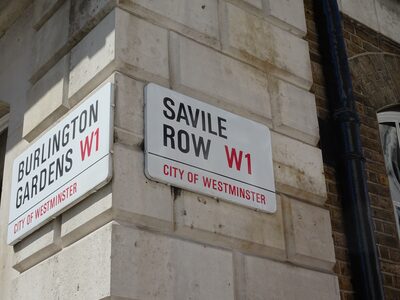 BURLINGTON
GARDENS W1
CITY OF WESTMINSTER
SAVILE
ROW W1
CITY OF WESTMINSTER